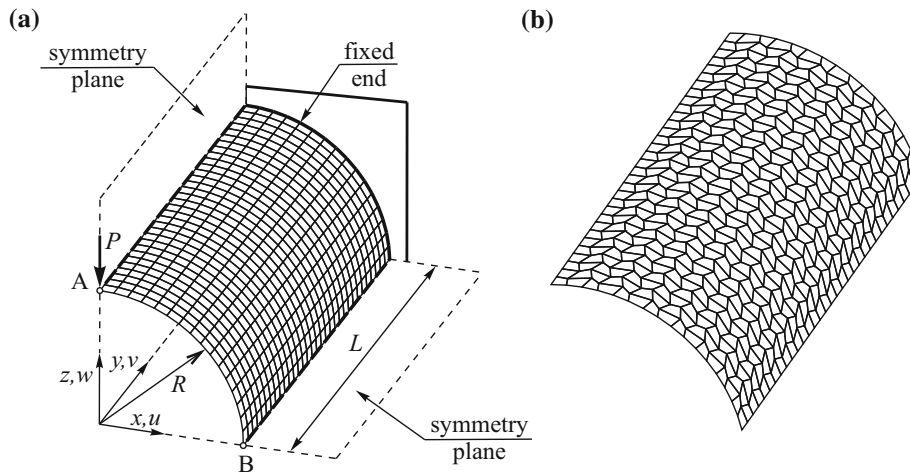 (a)
symmetry
plane
fixed
end
P
A
z,w
y,v
R
x,u
B
L
symmetry
plane
(b)